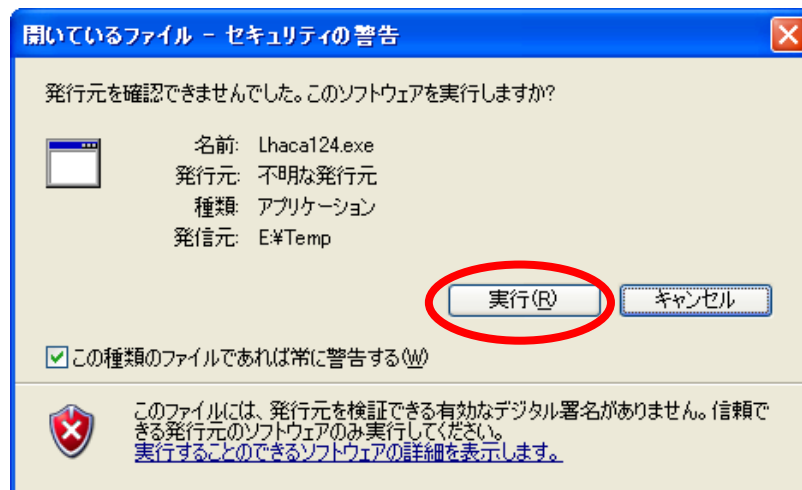 開いているファイル - セキュリティの警告
発行元を確認できませんでした。このソフトウェアを実行しますか?
名前: Lhaca124.exe
発行元: 不明な発行元
種類: アプリケーション
発信元: E:¥Temp
実行(R) キャンセル
この種類のファイルであれば常に警告する(W)
このファイルには、発行元を検証できる有効なデジタル署名がありません。信頼で
きる発行元のソフトウェアのみ実行してください。
実行することのできるソフトウェアの詳細を表示します。